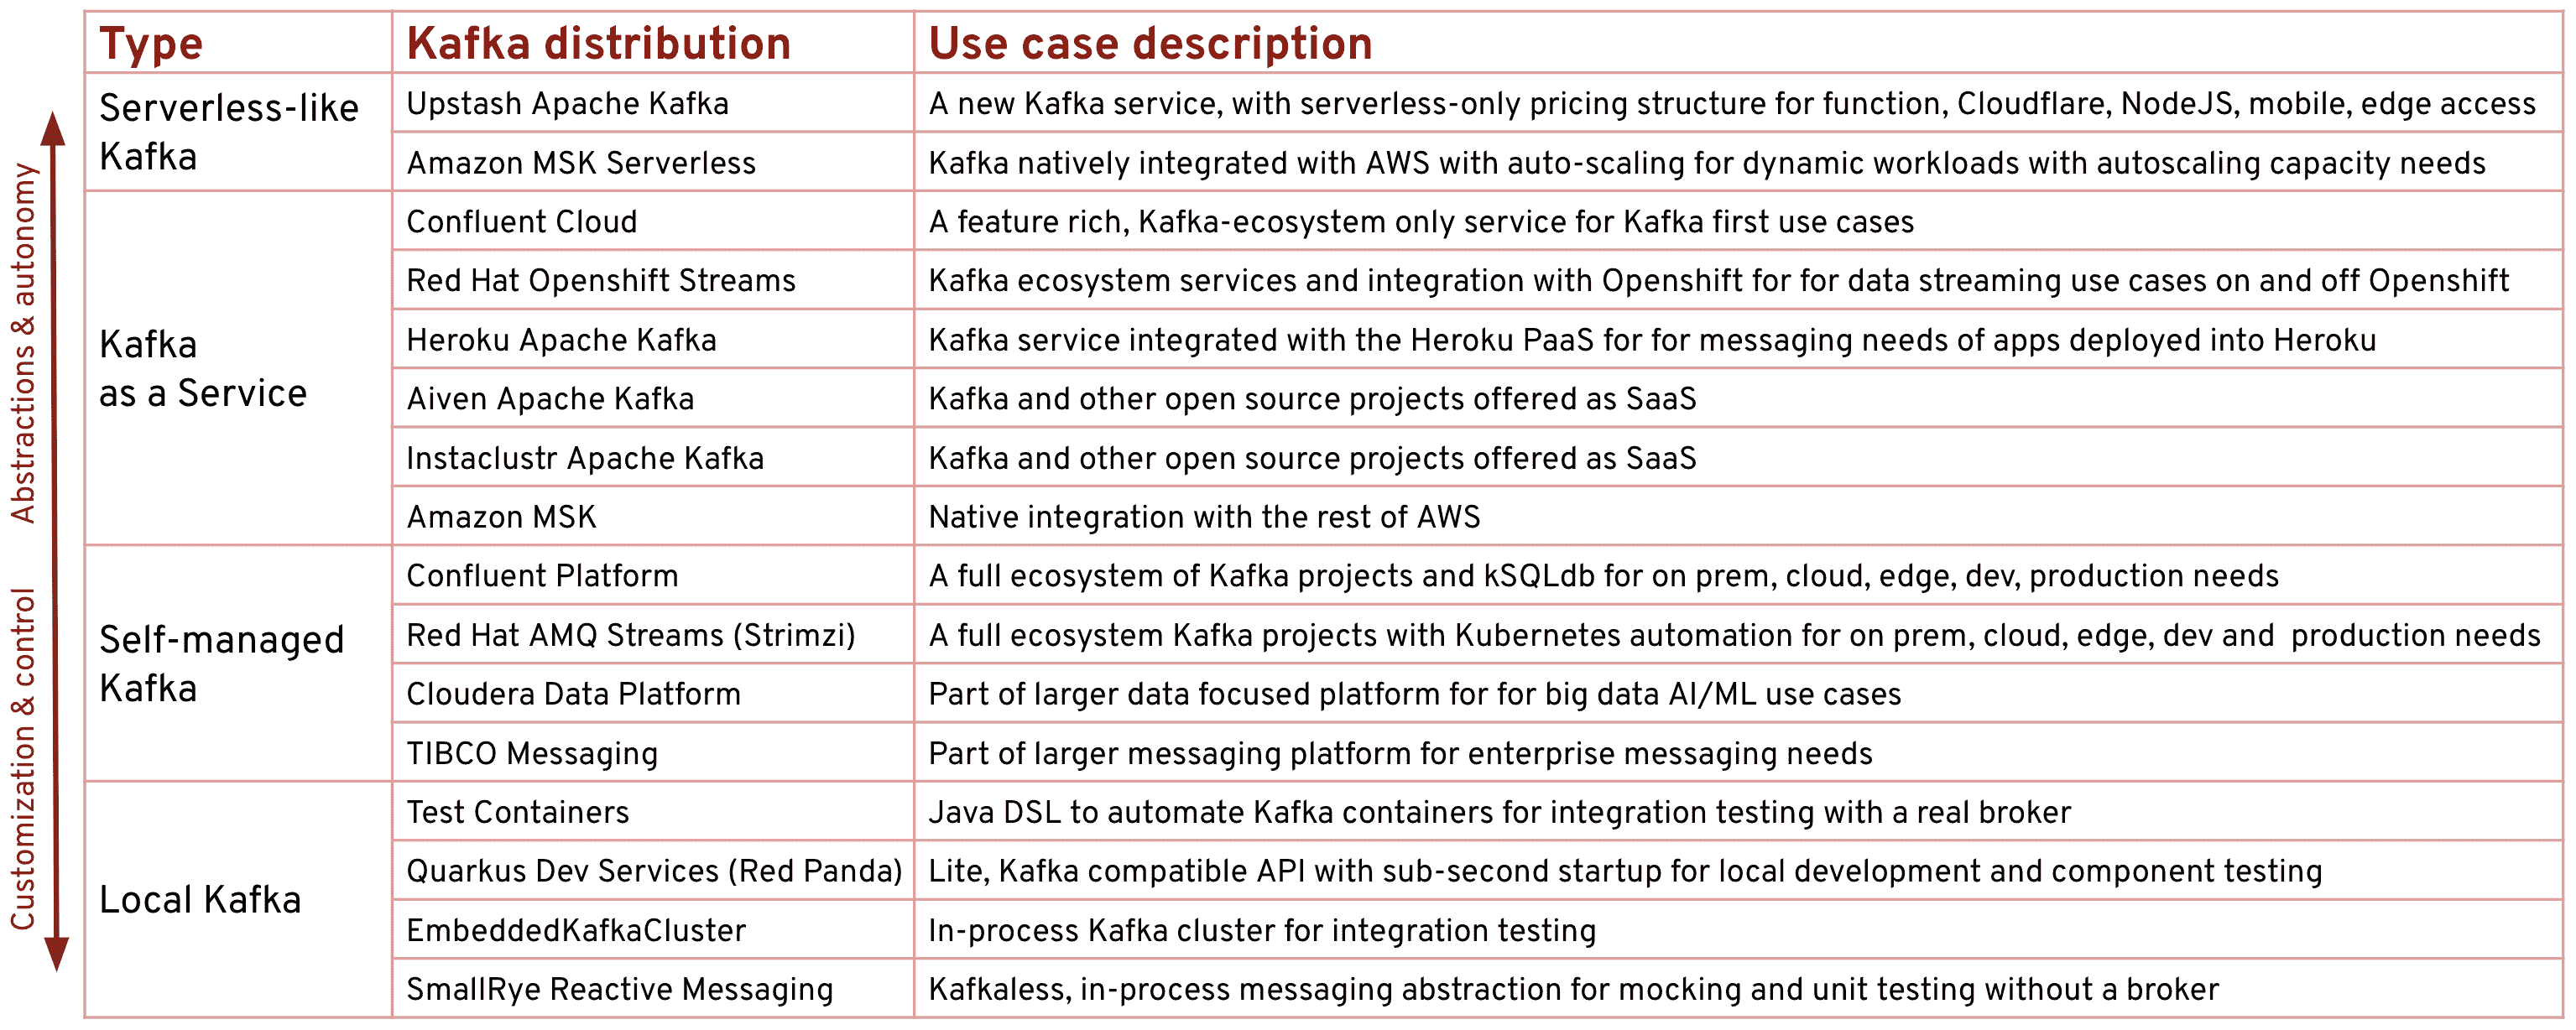 Type
Kafka distribution
Use case description
Serverless-like
Kafka
Upstash Apache Kafka
A new Kafka service, with serverless-only pricing structure for function, Cloudflare, NodeJS, mobile, edge access
Amazon MSK Serverless
Kafka natively integrated with AWS with auto-scaling for dynamic workloads with autoscaling capacity needs
Kafka
as a Service
Confluent Cloud
A feature rich, Kafka-ecosystem only service for Kafka first use cases
Red Hat Openshift Streams
Kafka ecosystem services and integration with Openshift for for data streaming use cases on and off Openshift
Heroku Apache Kafka
Kafka service integrated with the Heroku PaaS for for messaging needs of apps deployed into Heroku
Aiven Apache Kafka
Kafka and other open source projects offered as SaaS
Instaclustr Apache Kafka
Kafka and other open source projects offered as SaaS
Amazon MSK
Native integration with the rest of AWS
Self-managed
Kafka
Confluent Platform
A full ecosystem of Kafka projects and kSQLdb for on prem, cloud, edge, dev, production needs
Red Hat AMQ Streams (Strimzi)
A full ecosystem Kafka projects with Kubernetes automation for on prem, cloud, edge, dev and  production needs
Cloudera Data Platform
Part of larger data focused platform for for big data AI/ML use cases
TIBCO Messaging
Part of larger messaging platform for enterprise messaging needs
Local Kafka
Test Containers
Java DSL to automate Kafka containers for integration testing with a real broker
Quarkus Dev Services (Red Panda)
Lite, Kafka compatible API with sub-second startup for local development and component testing
EmbeddedKafkaCluster
In-process Kafka cluster for integration testing
SmallRye Reactive Messaging
Kafkaless, in-process messaging abstraction for mocking and unit testing without a broker
Abstractions & autonomy
Customization & control